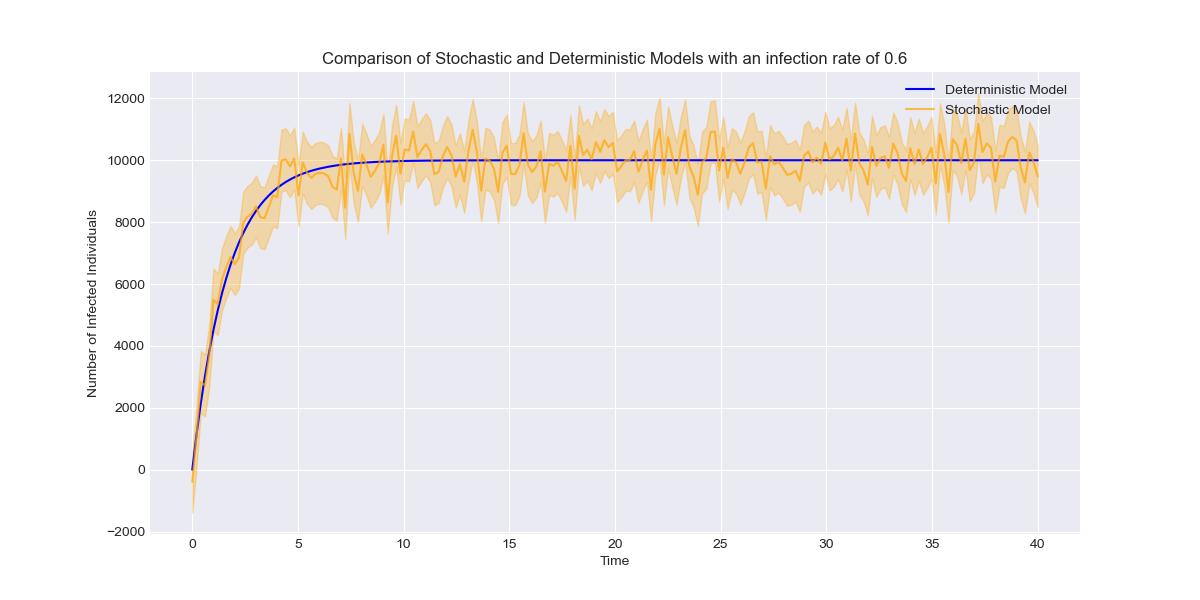 Comparison of Stochastic and Deterministic Models with an infection rate of 0.6
Deterministic Model
Stochastic Model
Number of Infected Individuals
12000
10000
8000
6000
4000
2000
0
−2000
0 5 10 15 20 25 30 35 40
Time